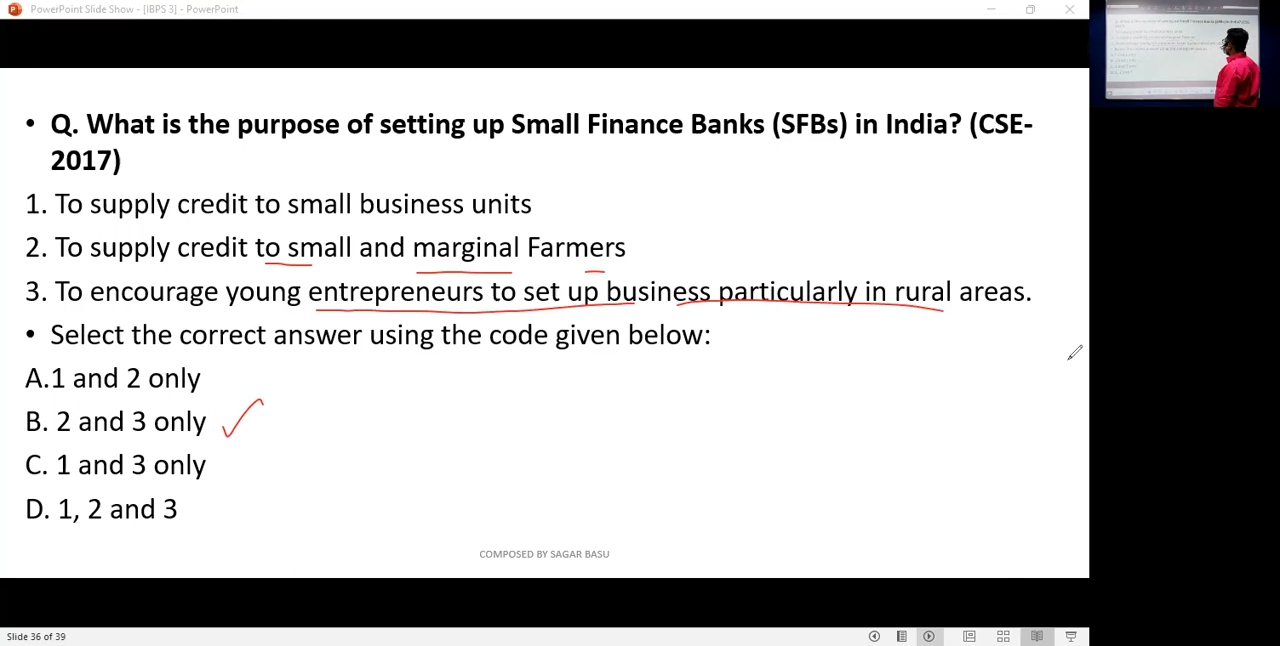 PowerPoint Slide Show - [IBPS 3] - PowerPoint
• Q. What is the purpose of setting up Small Finance Banks (SFBs) in India? (CSE-
2017)
1. To supply credit to small business units
2. To supply credit to small and marginal Farmers
3. To encourage young entrepreneurs to set up business particularly in rural areas.
• Select the correct answer using the code given below:
A.1 and 2 only
B. 2 and 3 only
C. 1 and 3 only
D. 1, 2 and 3
COMPOSED BY SAGAR BASU
Slide 36 of 39